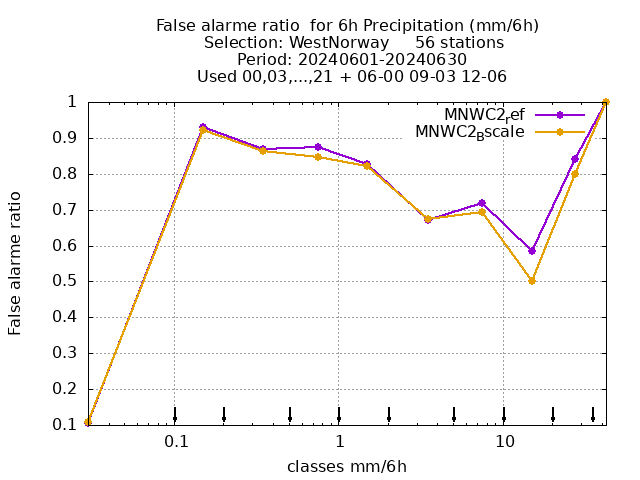 False alarme ratio  for 6h Precipitation (mm/6h)
Selection: WestNorway     56 stations
Period: 20240601-20240630
Used 00,03,...,21 + 06-00 09-03 12-06
MNWC2_ref
MNWC2_Bscale
1
0.9
0.8
0.7
0.6
0.5
0.4
0.3
0.2
0.1
False alarme ratio
0.1 1 10
classes mm/6h